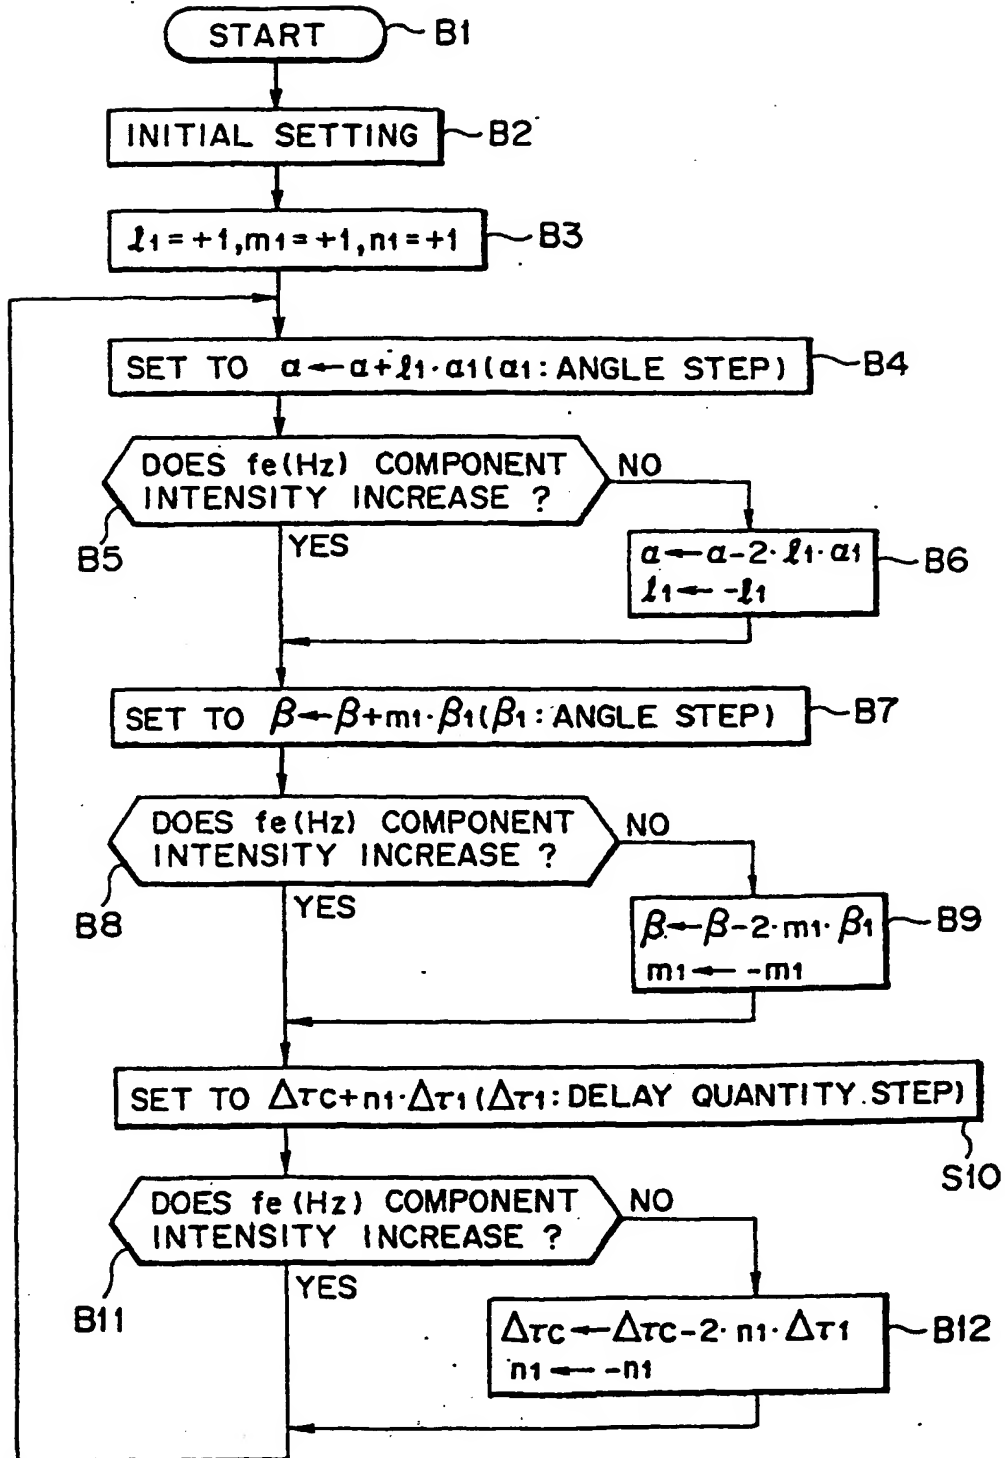 START B1
INITIAL SETTING B2
ℓ1=+1,m1=+1,n1=+1 B3
SET TO α←α+ℓ1·α1(α1:ANGLE STEP) B4
DOES fe(Hz) COMPONENT
INTENSITY INCREASE ?
NO
B5
YES
α←α-2·ℓ1·α1
ℓ1← -ℓ1
B6
SET TO β←β+m1·β1(β1:ANGLE STEP) B7
DOES fe(Hz) COMPONENT
INTENSITY INCREASE ?
NO
B8
YES
β←β-2·m1·β1
m1← -m1
B9
SET TO Δτc+n1·Δτ1(Δτ1:DELAY QUANTITY.STEP)
S10
DOES fe(Hz) COMPONENT
INTENSITY INCREASE ?
NO
B11
YES
Δτc←Δτc-2·n1·Δτ1
n1← -n1
B12